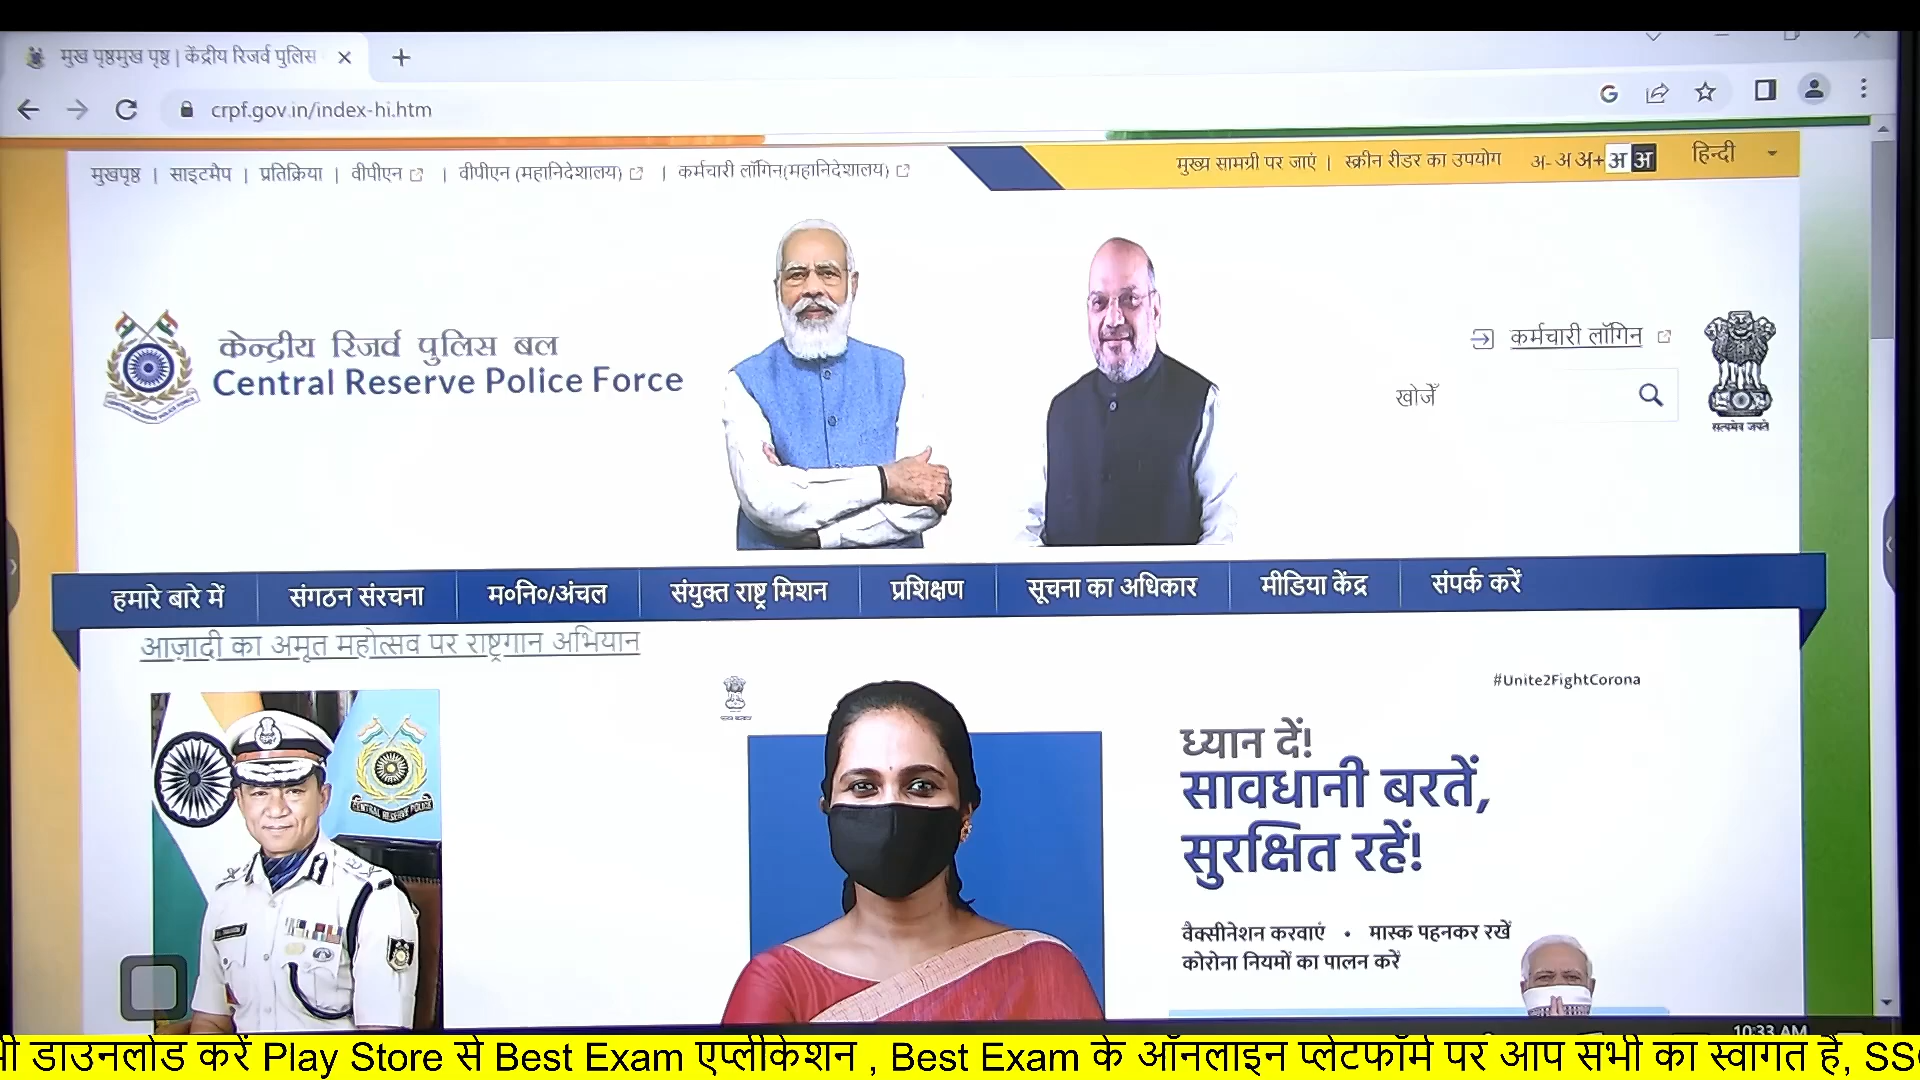 मुख पृष्ठमुख पृष्ठ | केंद्रीय रिजर्व पुलिस
crpf.gov.in/index-hi.htm
मुखपृष्ठ | साइटमैप | प्रतिक्रिया | वीपीएन | वीपीएन (महानिदेशालय) | कर्मचारी लॉगिन(महानिदेशालय)
मुख्य सामग्री पर जाएं | स्क्रीन रीडर का उपयोग अ- अ अ+ अ अ हिन्दी
केन्द्रीय रिजर्व पुलिस बल
Central Reserve Police Force
कर्मचारी लॉगिन
खोजेँ
सत्यमेव जयते
हमारे बारे में संगठन संरचना म०नि०/अंचल संयुक्त राष्ट्र मिशन प्रशिक्षण सूचना का अधिकार मीडिया केंद्र संपर्क करें
आज़ादी का अमृत महोत्सव पर राष्ट्रगान अभियान
#Unite2FightCorona
ध्यान दें!
सावधानी बरतें,
सुरक्षित रहें!
वैक्सीनेशन करवाएं • मास्क पहनकर रखें
कोरोना नियमों का पालन करें
CENTRAL RESERVE POLICE
10:33 AM
डाउनलोड करें Play Store से Best Exam एप्लीकेशन , Best Exam के ऑनलाइन प्लेटफॉर्म पर आप सभी का स्वागत है,